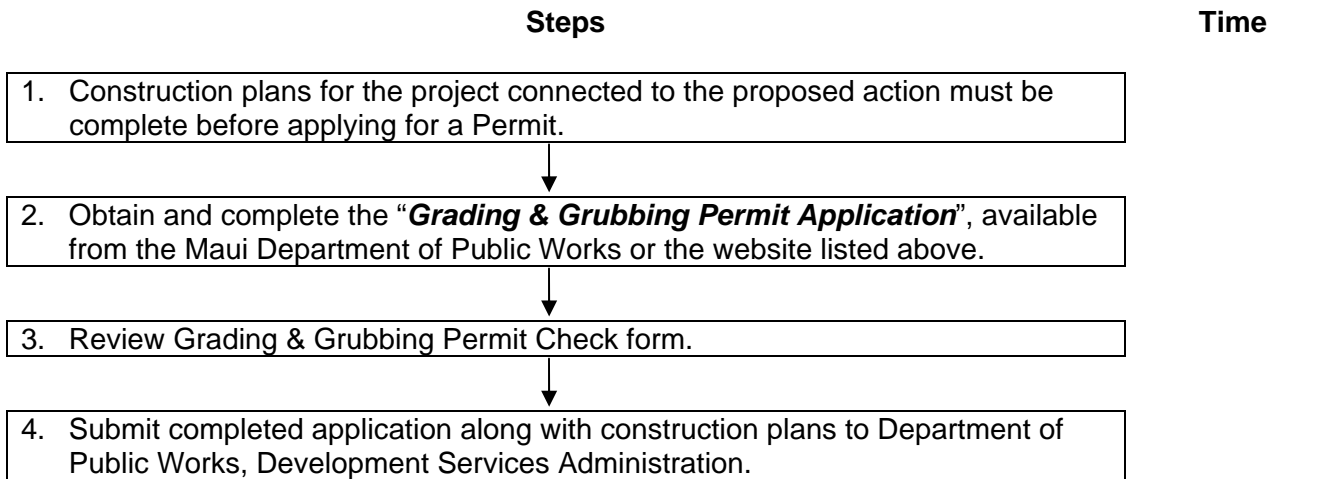 Steps Time
1. Construction plans for the project connected to the proposed action must be
complete before applying for a Permit.
2. Obtain and complete the “Grading & Grubbing Permit Application”, available
from the Maui Department of Public Works or the website listed above.
3. Review Grading & Grubbing Permit Check form.
4. Submit completed application along with construction plans to Department of
Public Works, Development Services Administration.